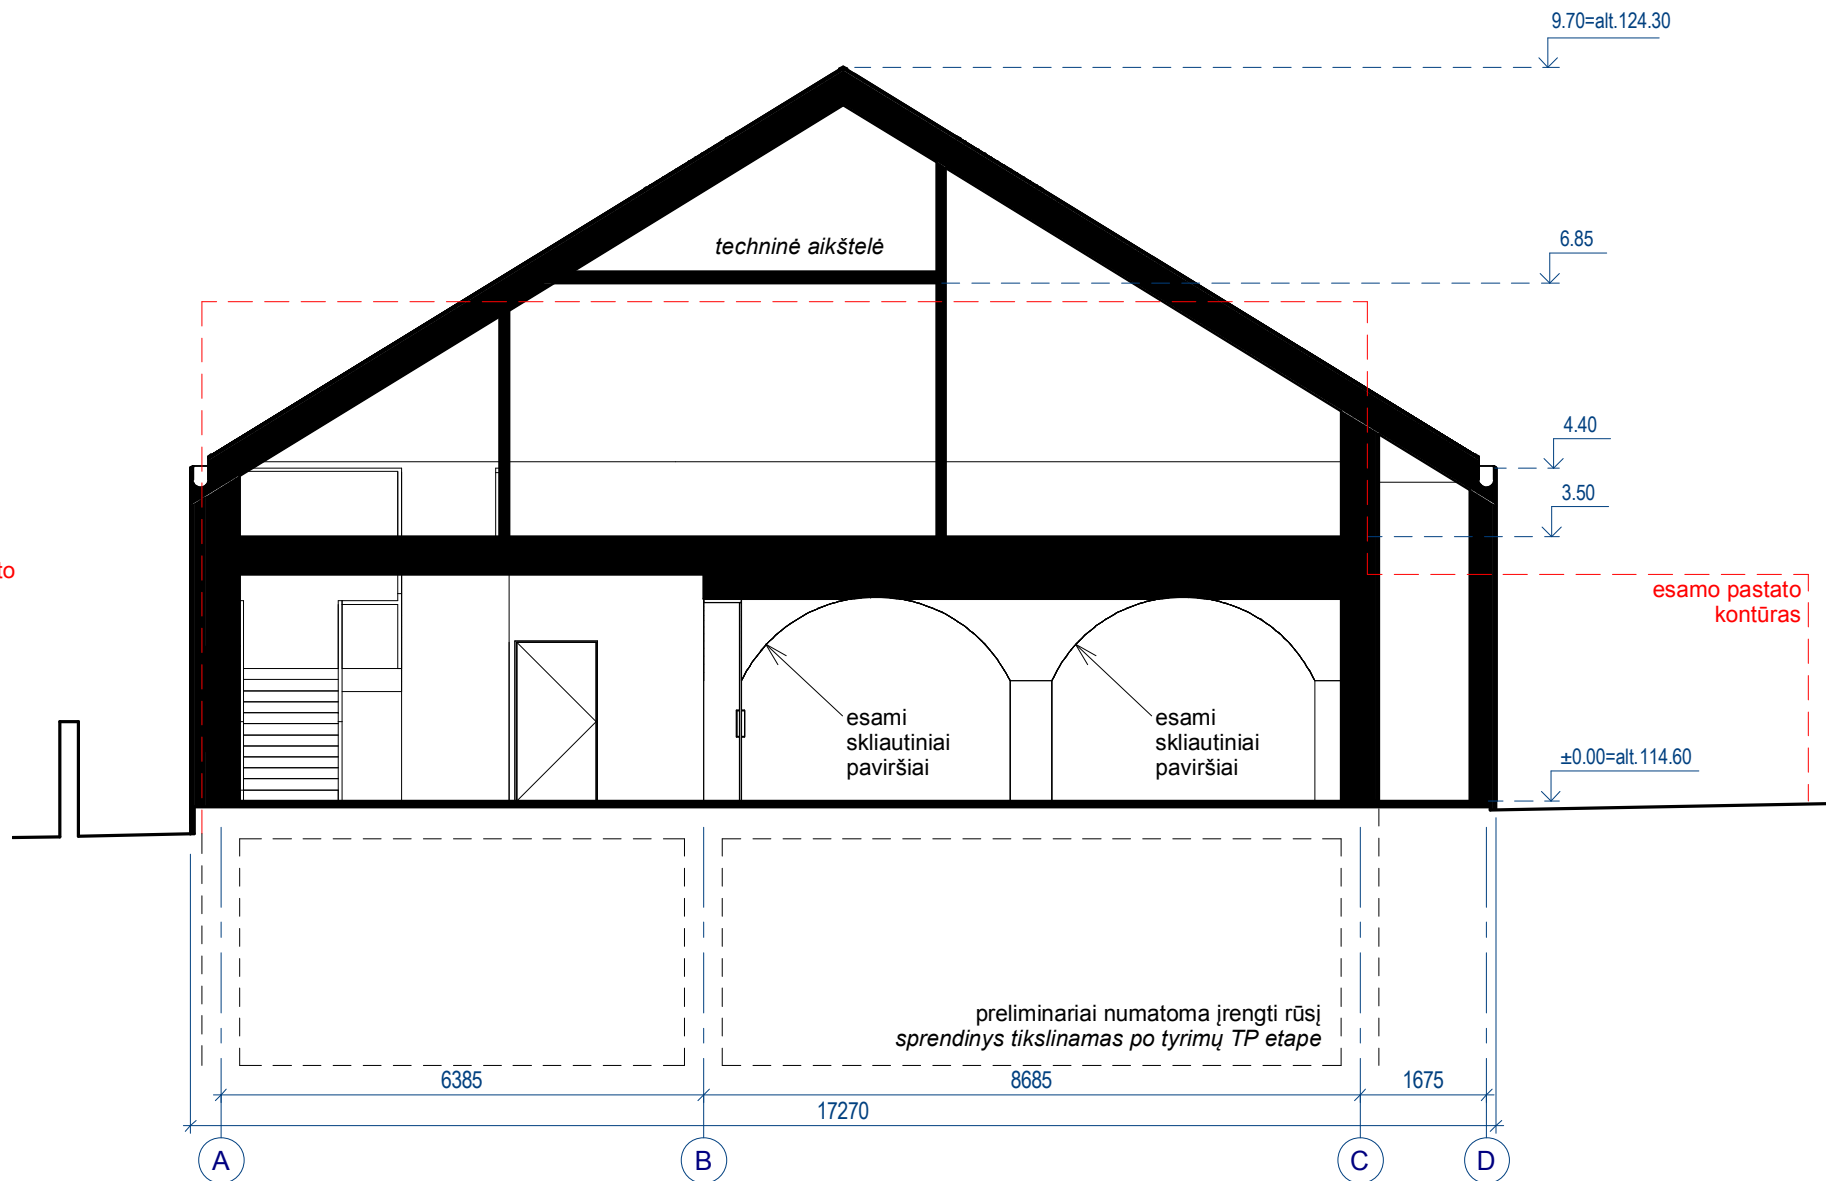 9.70=alt.124.30
techninė aikštelė
6.85
4.40
3.50
to
esamo pastato
kontūras
esami
skliautiniai
paviršiai
esami
skliautiniai
paviršiai
±0.00=alt.114.60
preliminariai numatoma įrengti rūsį
sprendinys tikslinamas po tyrimų TP etape
6385
8685
1675
17270
A
B
C
D